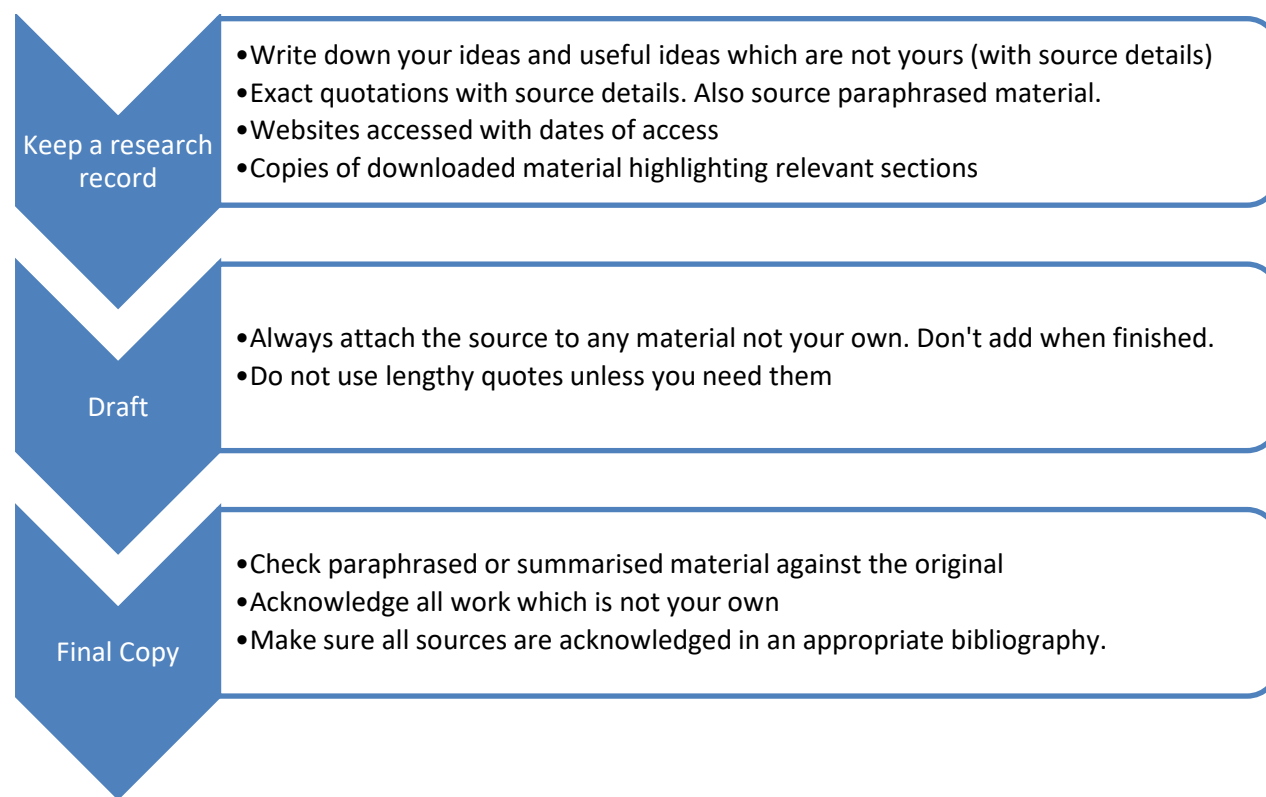 Keep a research
record
•Write down your ideas and useful ideas which are not yours (with source details)
•Exact quotations with source details. Also source paraphrased material.
•Websites accessed with dates of access
•Copies of downloaded material highlighting relevant sections
Draft
•Always attach the source to any material not your own. Don't add when finished.
•Do not use lengthy quotes unless you need them
Final Copy
•Check paraphrased or summarised material against the original
•Acknowledge all work which is not your own
•Make sure all sources are acknowledged in an appropriate bibliography.